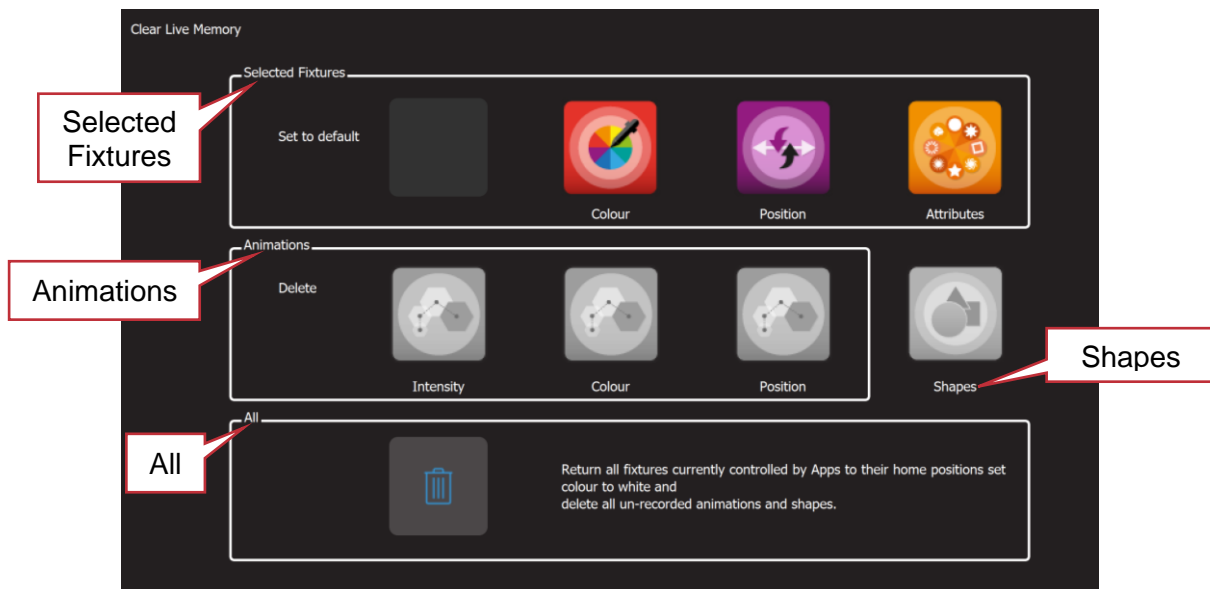 Clear Live Memory
Selected Fixtures
Selected
Fixtures
Set to default
Colour
Position
Attributes
Animations
Animations
Delete
Intensity
Colour
Position
Shapes
Shapes
All
All
Return all fixtures currently controlled by Apps to their home positions set
colour to white and
delete all un-recorded animations and shapes.